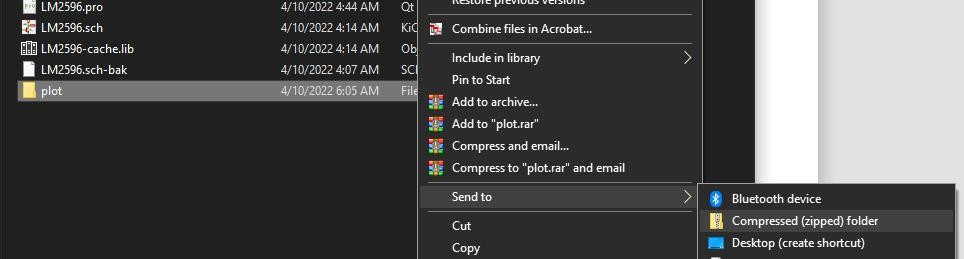 Restore previous versions
LM2596.pro 4/10/2022 4:44 AM Qt
LM2596.sch 4/10/2022 4:14 AM KiC
Combine files in Acrobat...
LM2596-cache.lib 4/10/2022 4:14 AM Ob
Include in library
LM2596.sch-bak 4/10/2022 4:07 AM SCH
Pin to Start
plot 4/10/2022 6:05 AM File
Add to archive...
Add to "plot.rar"
Compress and email...
Compress to "plot.rar" and email
Send to
Bluetooth device
Compressed (zipped) folder
Cut
Desktop (create shortcut)
Copy